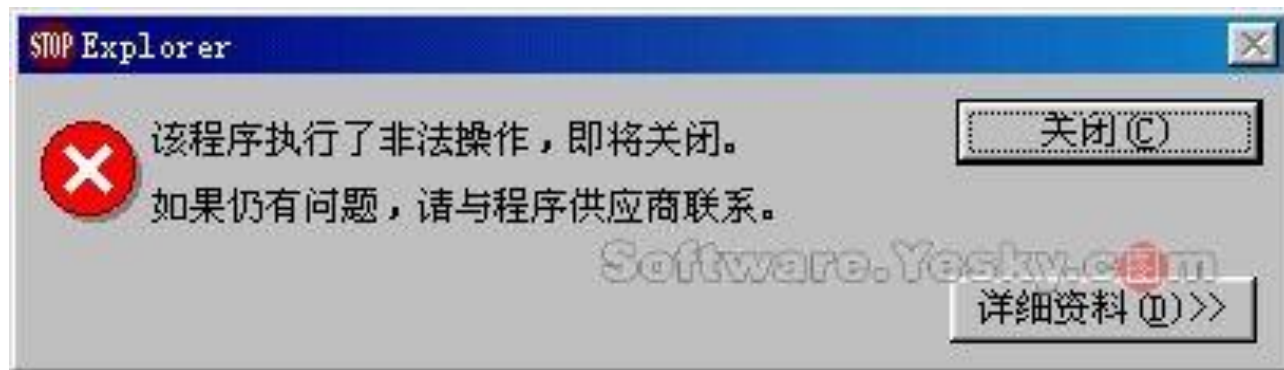 STOP Explorer
该程序执行了非法操作，即将关闭。
如果仍有问题，请与程序供应商联系。
关闭(C)
Software.Yesky.com
详细资料(D)>>